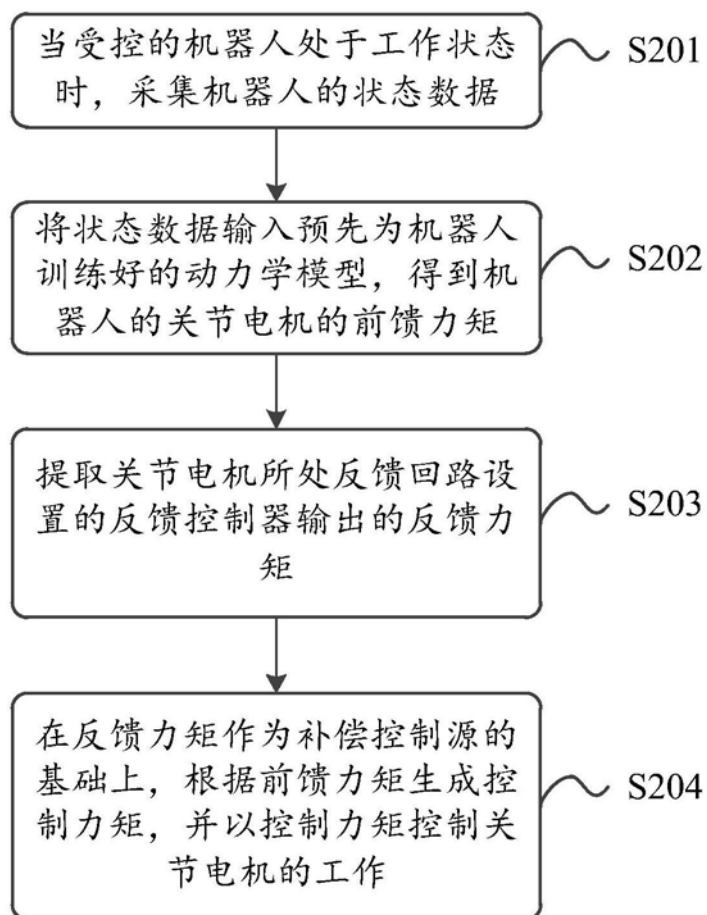 当受控的机器人处于工作状态
时，采集机器人的状态数据
S201
将状态数据输入预先为机器人
训练好的动力学模型，得到机
器人的关节电机的前馈力矩
S202
提取关节电机所处反馈回路设
置的反馈控制器输出的反馈力
矩
S203
在反馈力矩作为补偿控制源的
基础上，根据前馈力矩生成控
制力矩，并以控制力矩控制关
节电机的工作
S204